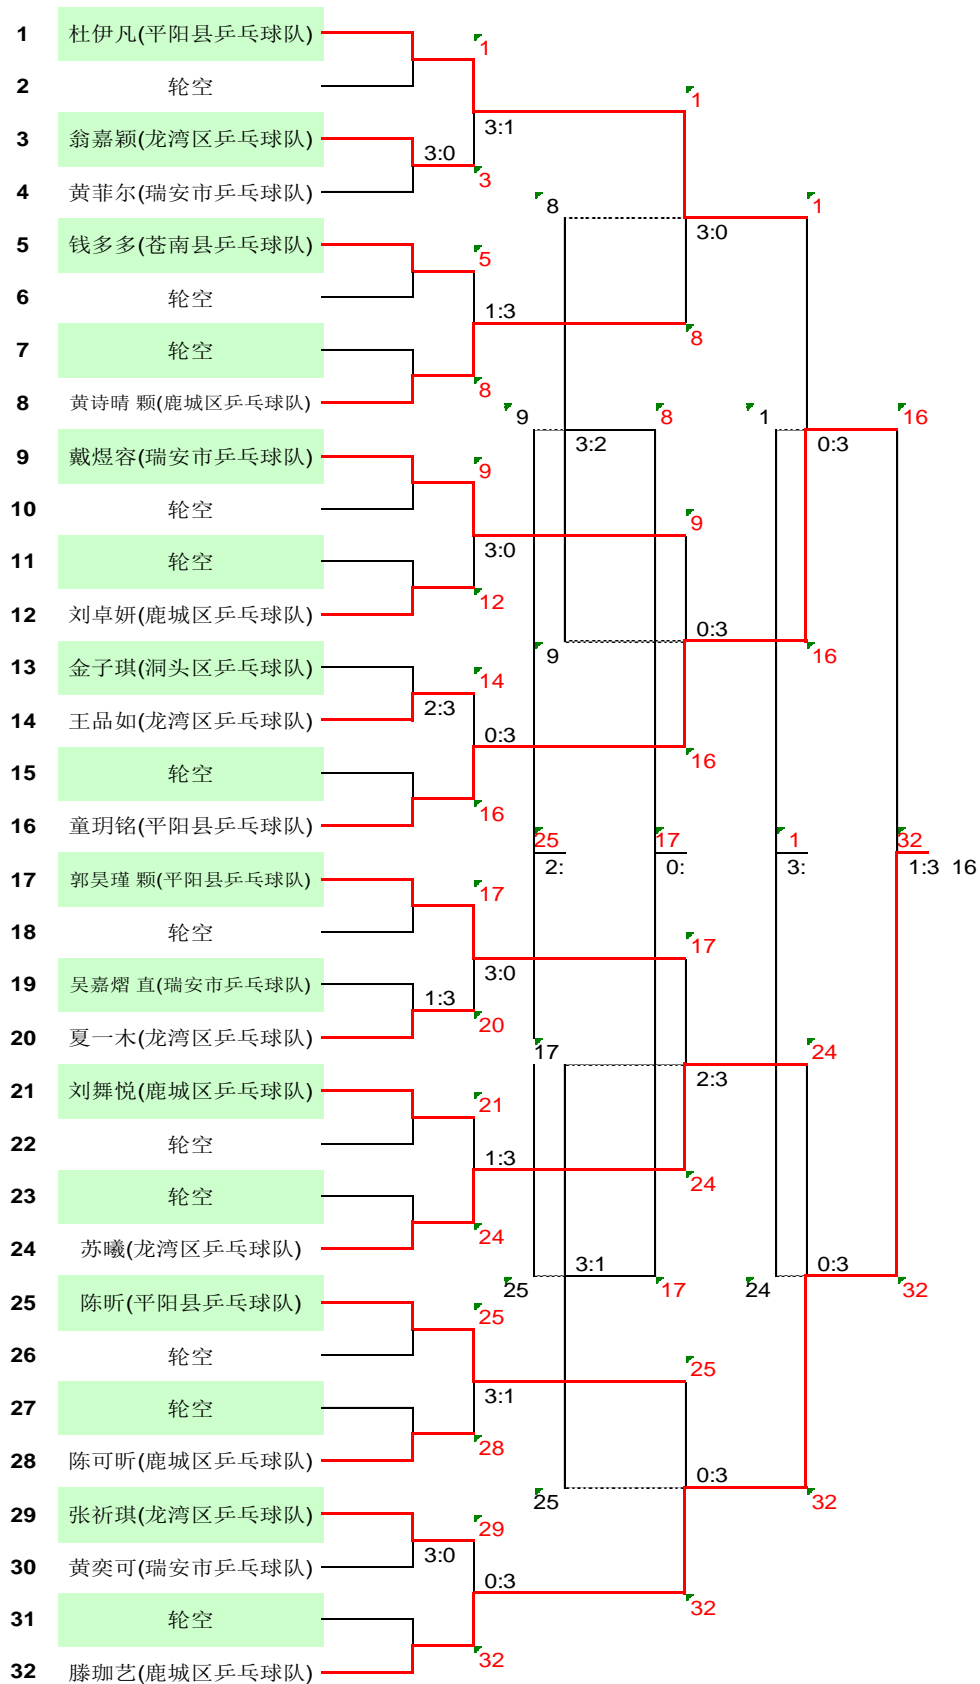 1 杜伊凡(平阳县乒乓球队) 1
2 轮空 1
3:1
3 翁嘉颖(龙湾区乒乓球队) 3:0
3
4 黄菲尔(瑞安市乒乓球队) 8 1
3:0
5 钱多多(苍南县乒乓球队) 5
6 轮空
1:3
7 轮空 8
8 黄诗晴 颗(鹿城区乒乓球队) 8
9 8 1 16
3:2 0:3
9 戴煜容(瑞安市乒乓球队) 9
10 轮空 9
3:0
11 轮空
12
12 刘卓妍(鹿城区乒乓球队)
0:3
13 金子琪(洞头区乒乓球队) 9 16
14
14 王品如(龙湾区乒乓球队) 2:3
0:3
15 轮空 16
16 童玥铭(平阳县乒乓球队) 16
25 17 1 32
2: 0: 3: 1:3 16
17 郭昊瑾 颗(平阳县乒乓球队) 17
18 轮空 17
3:0
19 吴嘉熠 直(瑞安市乒乓球队) 1:3
20
20 夏一木(龙湾区乒乓球队) 17 24
2:3
21 刘舞悦(鹿城区乒乓球队) 21
22 轮空
1:3
23 轮空 24
24 苏曦(龙湾区乒乓球队) 24
3:1 0:3
25 17 24 32
25 陈昕(平阳县乒乓球队) 25
26 轮空 25
3:1
27 轮空
28
28 陈可昕(鹿城区乒乓球队)
0:3
25 32
29 张祈琪(龙湾区乒乓球队) 29
30 黄奕可(瑞安市乒乓球队) 3:0
0:3
31 轮空 32
32
32 滕珈艺(鹿城区乒乓球队)